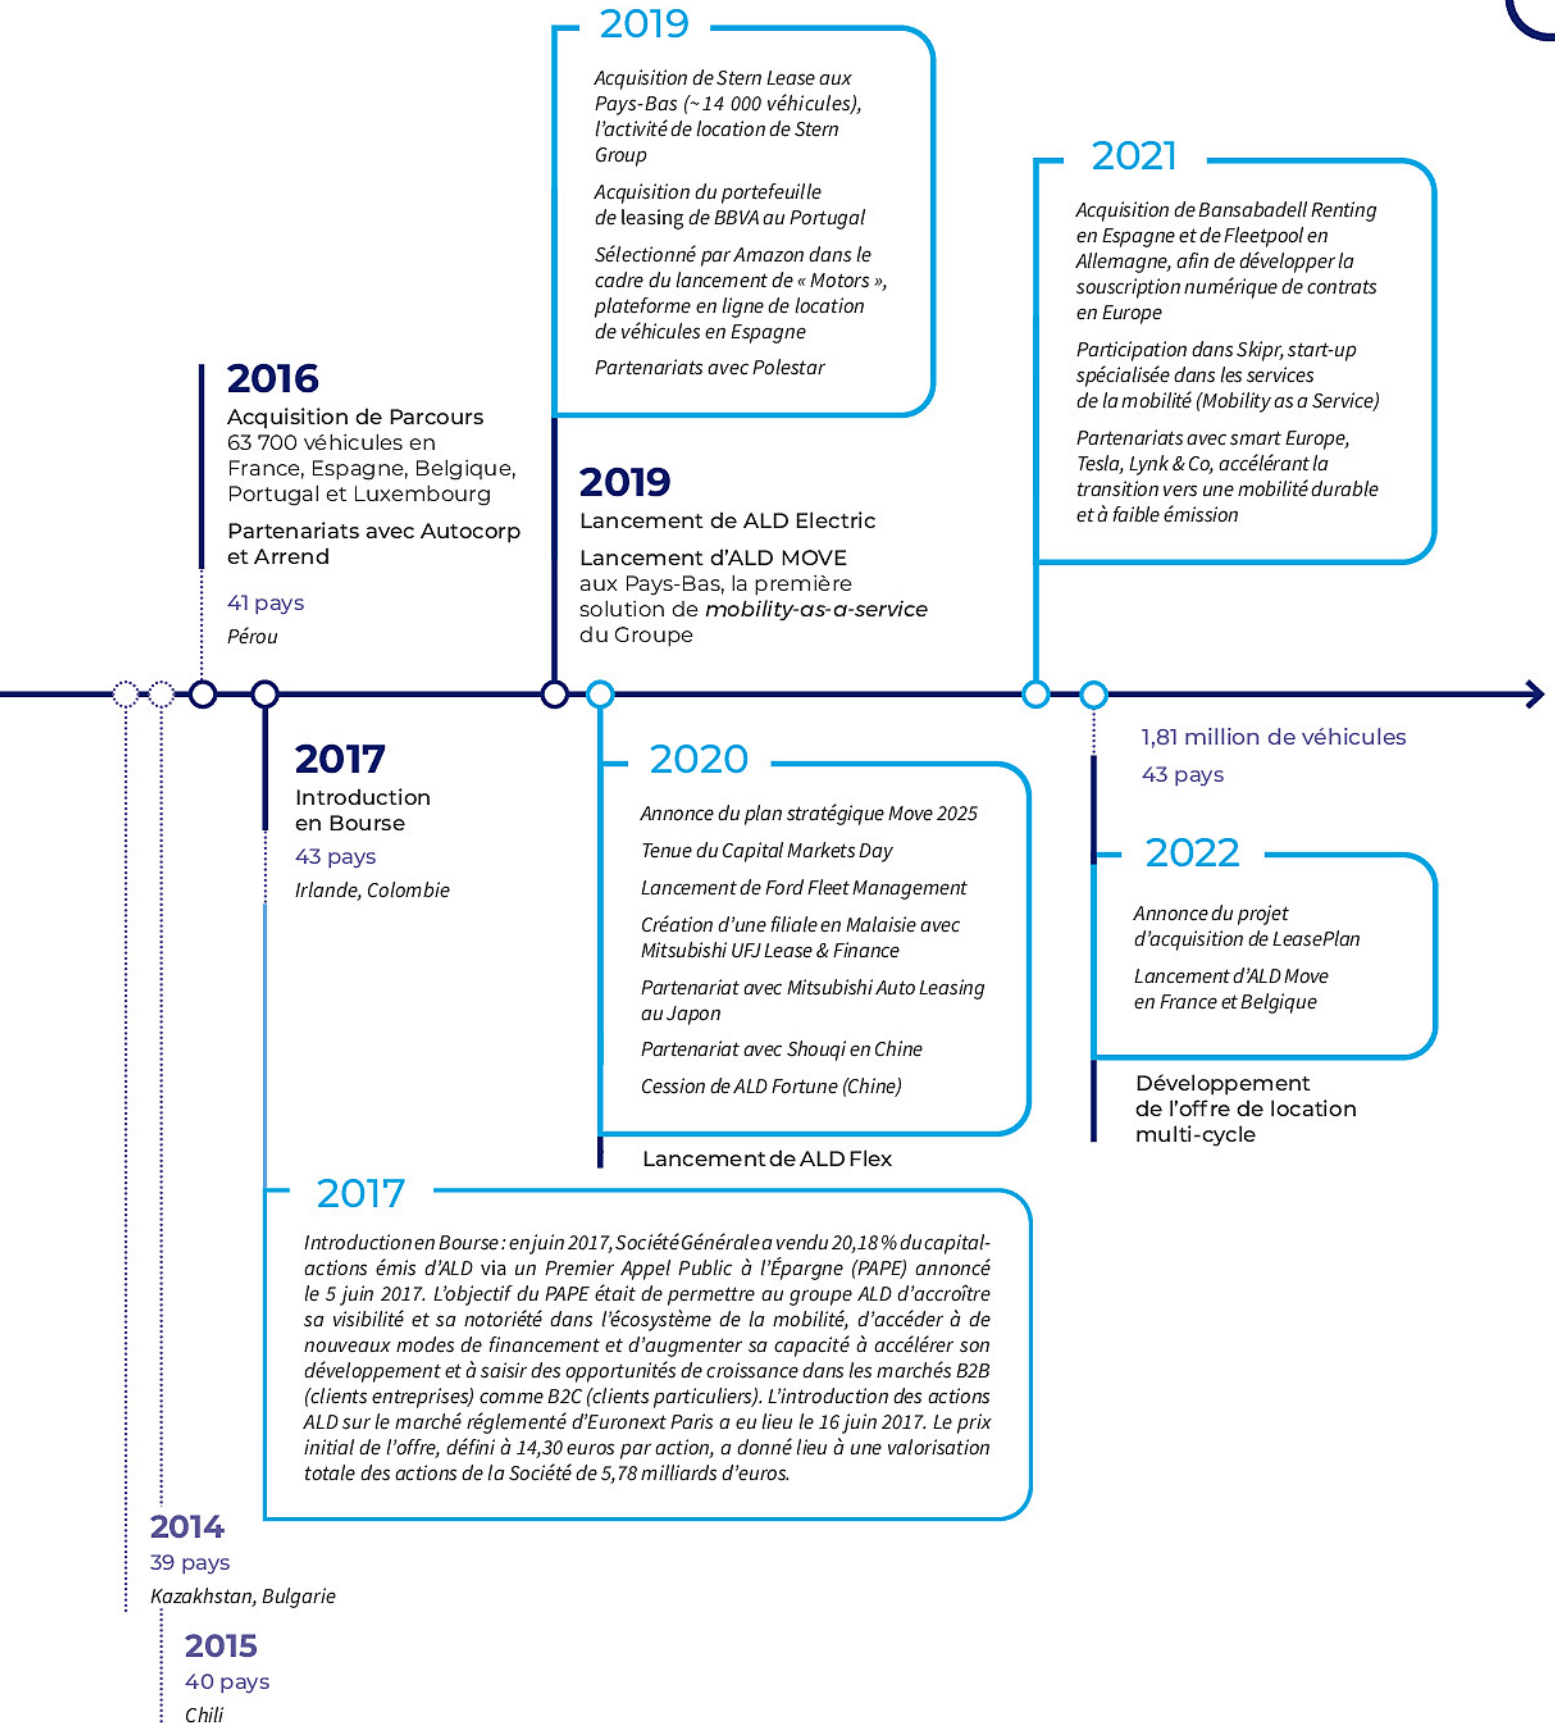 2019
Acquisition de Stern Lease aux
Pays-Bas (~14 000 véhicules),
l’activité de location de Stern
Group
Acquisition du portefeuille
de leasing de BBVA au Portugal
Sélectionné par Amazon dans le
cadre du lancement de « Motors »,
plateforme en ligne de location
de véhicules en Espagne
Partenariats avec Polestar
2021
Acquisition de Bansabadell Renting
en Espagne et de Fleetpool en
Allemagne, afin de développer la
souscription numérique de contrats
en Europe
Participation dans Skipr, start-up
spécialisée dans les services
de la mobilité (Mobility as a Service)
Partenariats avec smart Europe,
Tesla, Lynk & Co, accélérant la
transition vers une mobilité durable
et à faible émission
2016
Acquisition de Parcours
63 700 véhicules en
France, Espagne, Belgique,
Portugal et Luxembourg
Partenariats avec Autocorp
et Arrend
41 pays
Pérou
2019
Lancement de ALD Electric
Lancement d’ALD MOVE
aux Pays-Bas, la première
solution de mobility-as-a-service
du Groupe
2017
Introduction
en Bourse
43 pays
Irlande, Colombie
2020
Annonce du plan stratégique Move 2025
Tenue du Capital Markets Day
Lancement de Ford Fleet Management
Création d’une filiale en Malaisie avec
Mitsubishi UFJ Lease & Finance
Partenariat avec Mitsubishi Auto Leasing
au Japon
Partenariat avec Shouqi en Chine
Cession de ALD Fortune (Chine)
Lancement de ALD Flex
1,81 million de véhicules
43 pays
2022
Annonce du projet
d’acquisition de LeasePlan
Lancement d’ALD Move
en France et Belgique
Développement
de l’offre de location
multi-cycle
2017
Introduction en Bourse : en juin 2017, Société Générale a vendu 20,18 % du capital-
actions émis d’ALD via un Premier Appel Public à l’Épargne (PAPE) annoncé
le 5 juin 2017. L’objectif du PAPE était de permettre au groupe ALD d’accroître
sa visibilité et sa notoriété dans l’écosystème de la mobilité, d’accéder à de
nouveaux modes de financement et d’augmenter sa capacité à accélérer son
développement et à saisir des opportunités de croissance dans les marchés B2B
(clients entreprises) comme B2C (clients particuliers). L’introduction des actions
ALD sur le marché réglementé d’Euronext Paris a eu lieu le 16 juin 2017. Le prix
initial de l’offre, défini à 14,30 euros par action, a donné lieu à une valorisation
totale des actions de la Société de 5,78 milliards d’euros.
2014
39 pays
Kazakhstan, Bulgarie
2015
40 pays
Chili